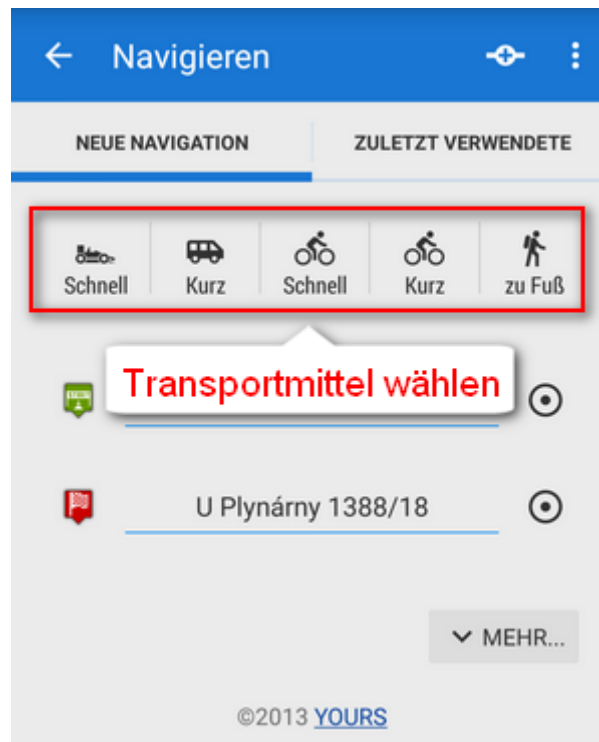 Navigieren
NEUE NAVIGATION
ZULETZT VERWENDETE
Schnell
Kurz
Schnell
Kurz
zu Fuß
Transportmittel wählen
U Plynárny 1388/18
MEHR...
©2013 YOURS